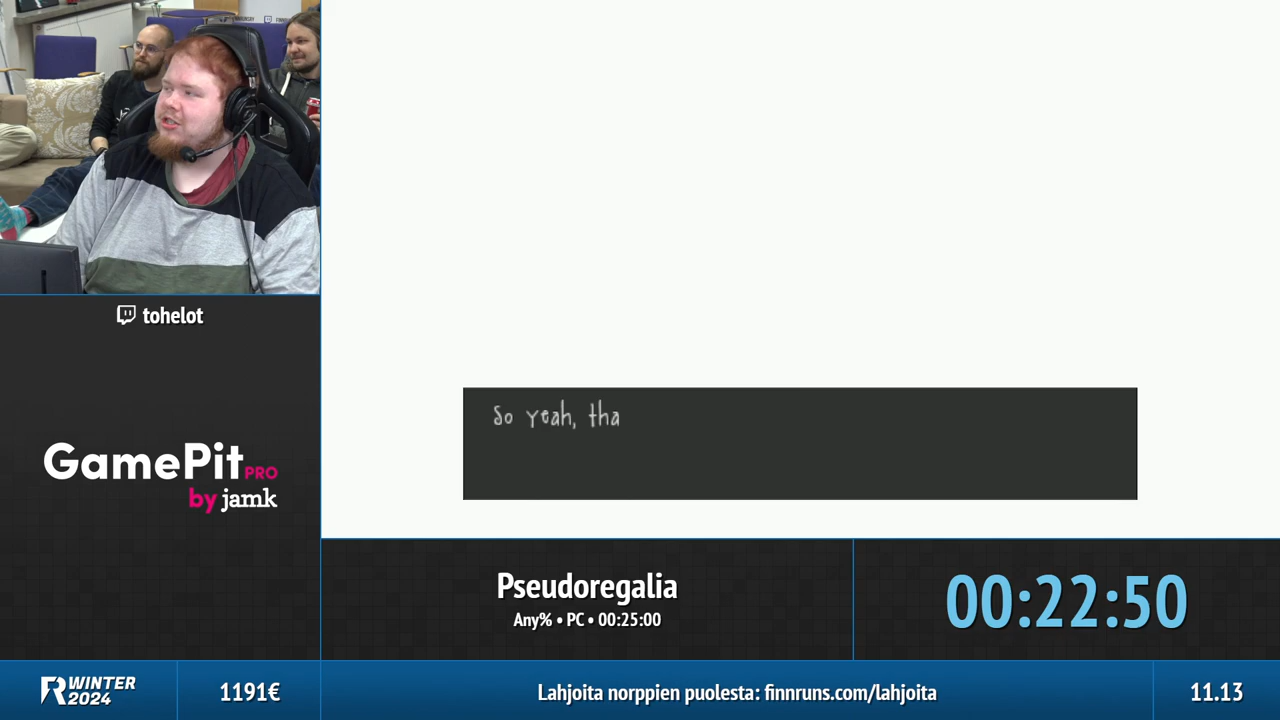 tohelot
GamePit PRO
by jamk
So yeah, tha
Pseudoregalia
Any% • PC • 00:25:00
00:22:50
R WINTER
2024
1191€
Lahjoita norppien puolesta: finnruns.com/lahjoita
11.13